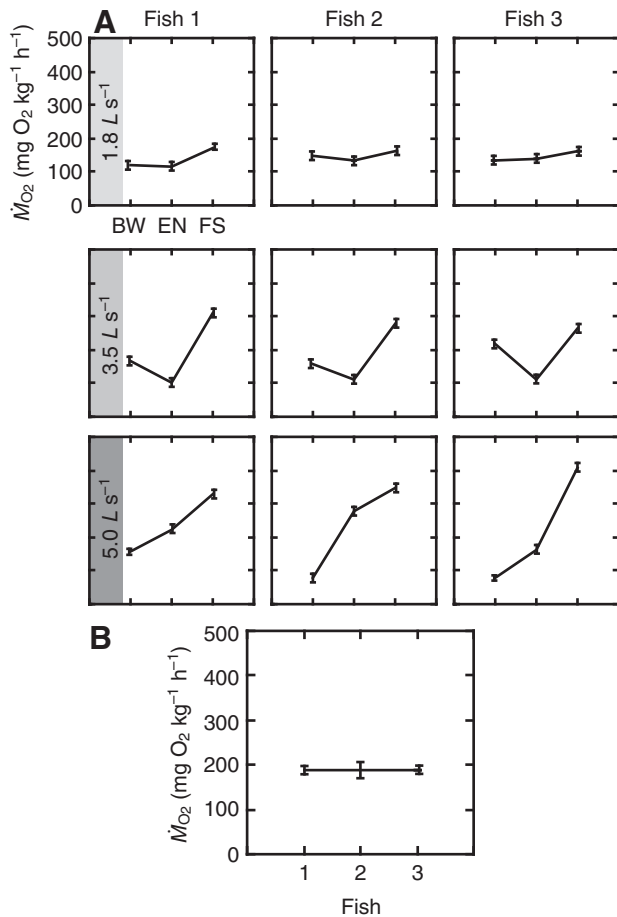 A
Fish 1 Fish 2 Fish 3
500
400
300
200
100
0
ṀO₂ (mg O₂ kg⁻¹ h⁻¹)
1.8 L s⁻¹
BW EN FS
3.5 L s⁻¹
5.0 L s⁻¹
B
500
400
300
200
100
0
ṀO₂ (mg O₂ kg⁻¹ h⁻¹)
1 2 3
Fish